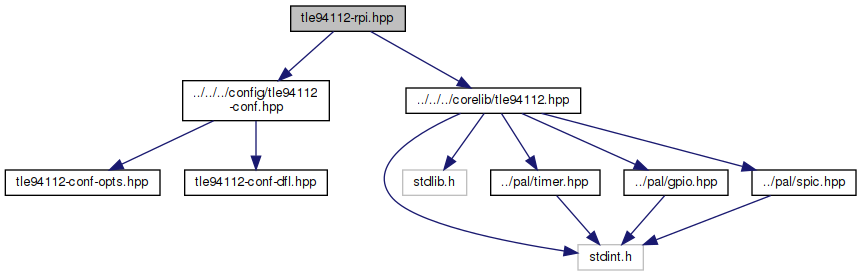 tle94112-rpi.hpp
../../../config/tle94112
-conf.hpp
../../../corelib/tle94112.hpp
tle94112-conf-opts.hpp
tle94112-conf-dfl.hpp
stdlib.h
../pal/timer.hpp
../pal/gpio.hpp
../pal/spic.hpp
stdint.h